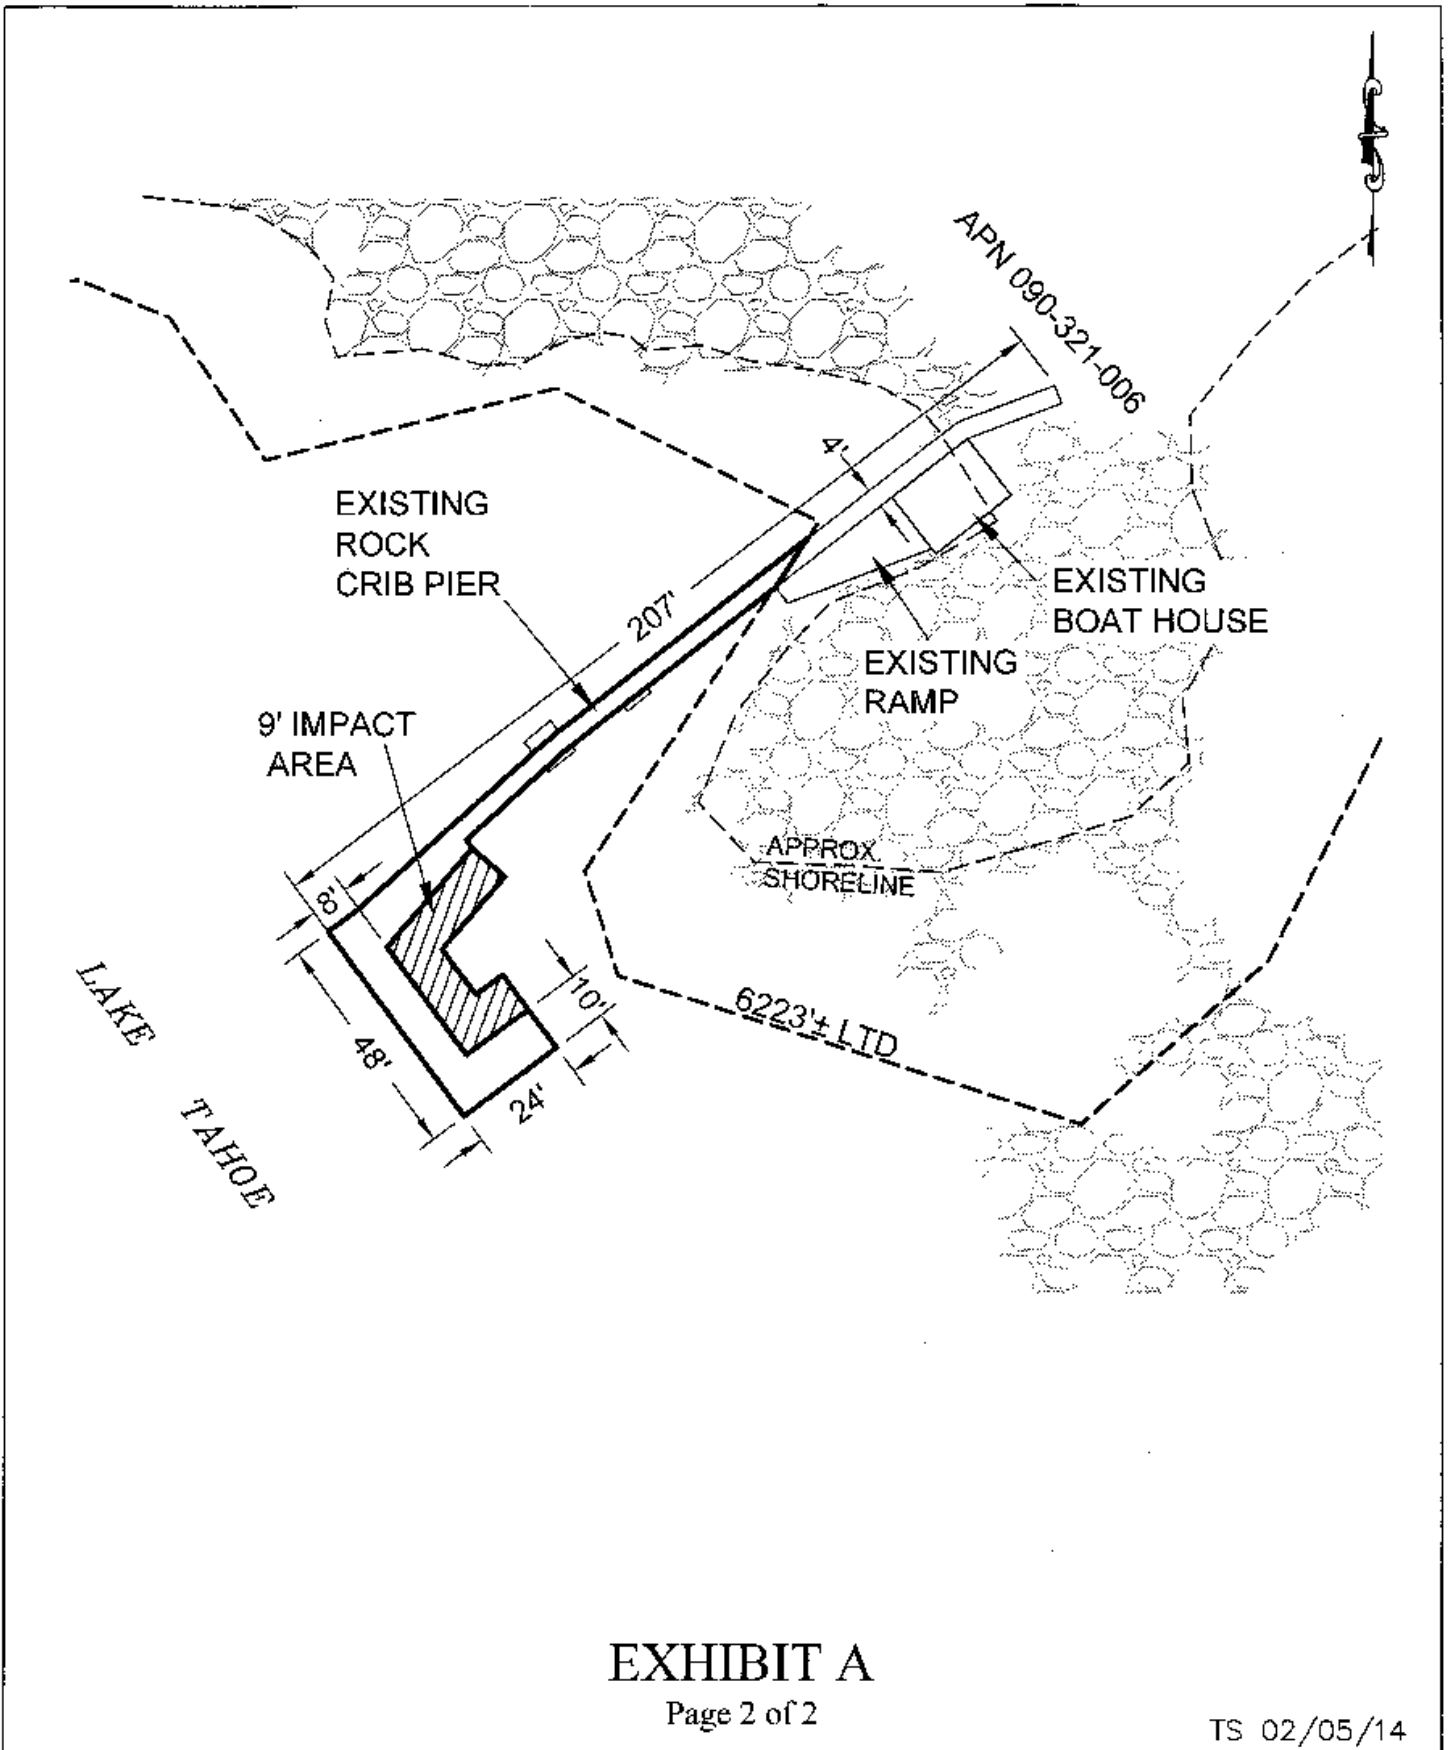 APN 090-321-006
4'
EXISTING
ROCK
CRIB PIER
207'
EXISTING
BOAT HOUSE
EXISTING
RAMP
9' IMPACT
AREA
APPROX.
SHORELINE
8'
10'
6223'± LTD
48'
24'
LAKE
TAHOE
EXHIBIT A
Page 2 of 2
TS 02/05/14